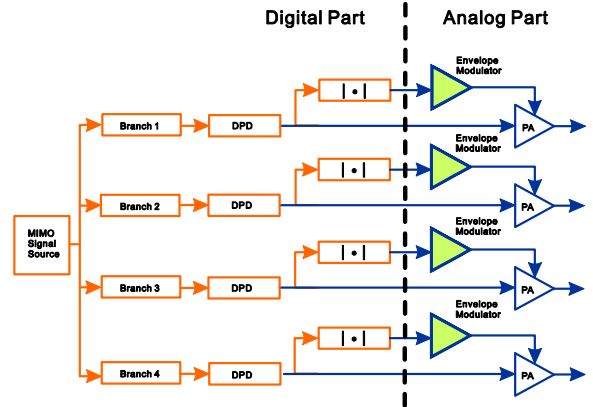 Digital Part
Analog Part
Envelope
Modulator
| • |
Branch 1
DPD
PA
Envelope
Modulator
| • |
Branch 2
DPD
PA
MIMO
Signal
Source
Envelope
Modulator
| • |
Branch 3
DPD
PA
Envelope
Modulator
| • |
Branch 4
DPD
PA